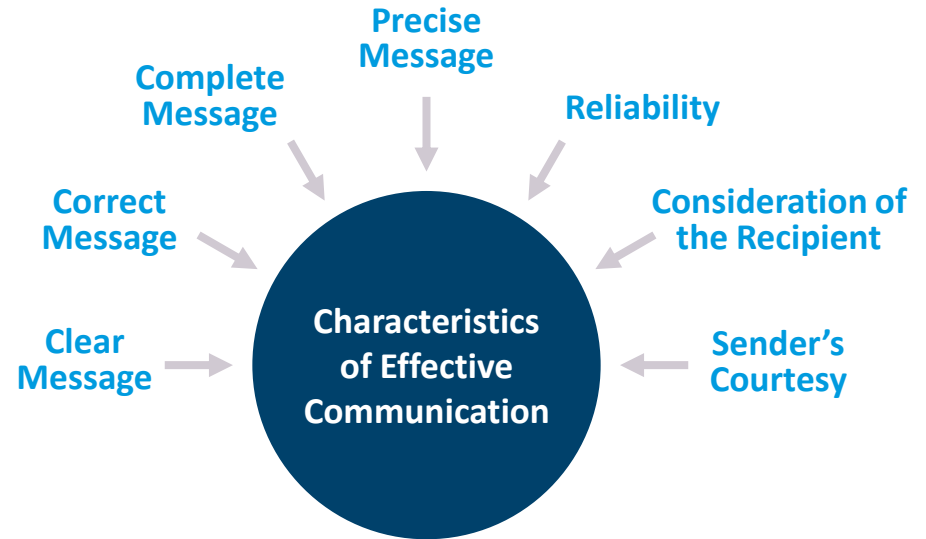 Precise
Message
Complete
Message
Reliability
Correct
Message
Consideration of
the Recipient
Clear
Message
Sender’s
Courtesy
Characteristics
of Effective
Communication